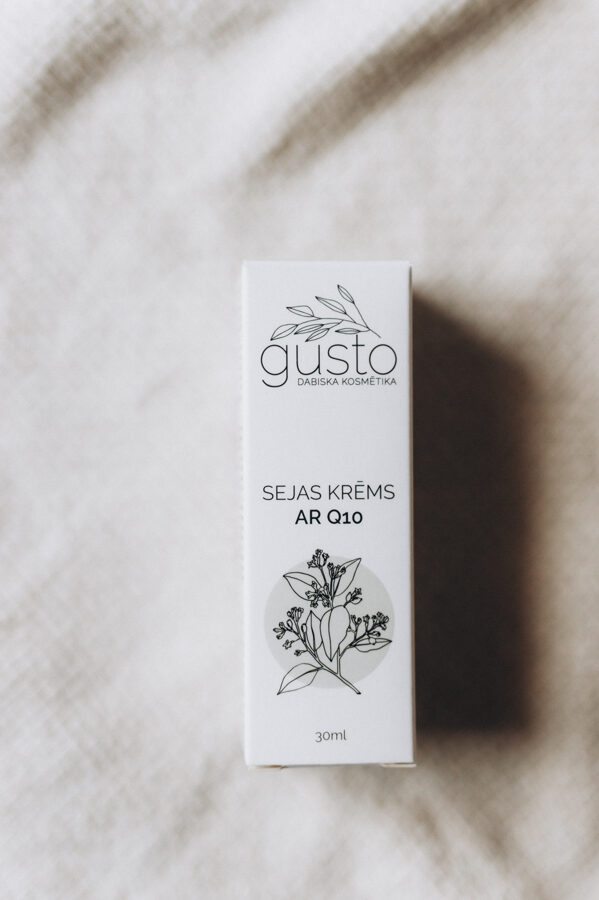 gusto
DABISKA KOSMĒTIKA
SEJAS KRĒMS
AR Q10
30ml